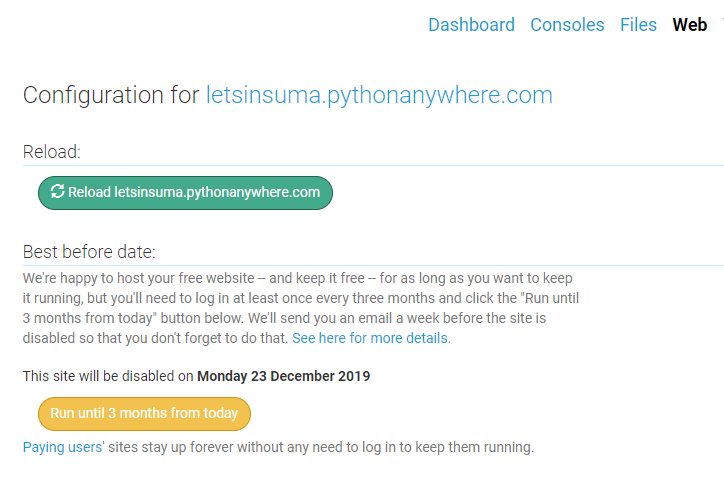 Dashboard Consoles Files Web
Configuration for letsinsuma.pythonanywhere.com
Reload:
Reload letsinsuma.pythonanywhere.com
Best before date:
We're happy to host your free website -- and keep it free -- for as long as you want to keep
it running, but you'll need to log in at least once every three months and click the "Run until
3 months from today" button below. We'll send you an email a week before the site is
disabled so that you don't forget to do that. See here for more details.
This site will be disabled on Monday 23 December 2019
Run until 3 months from today
Paying users' sites stay up forever without any need to log in to keep them running.